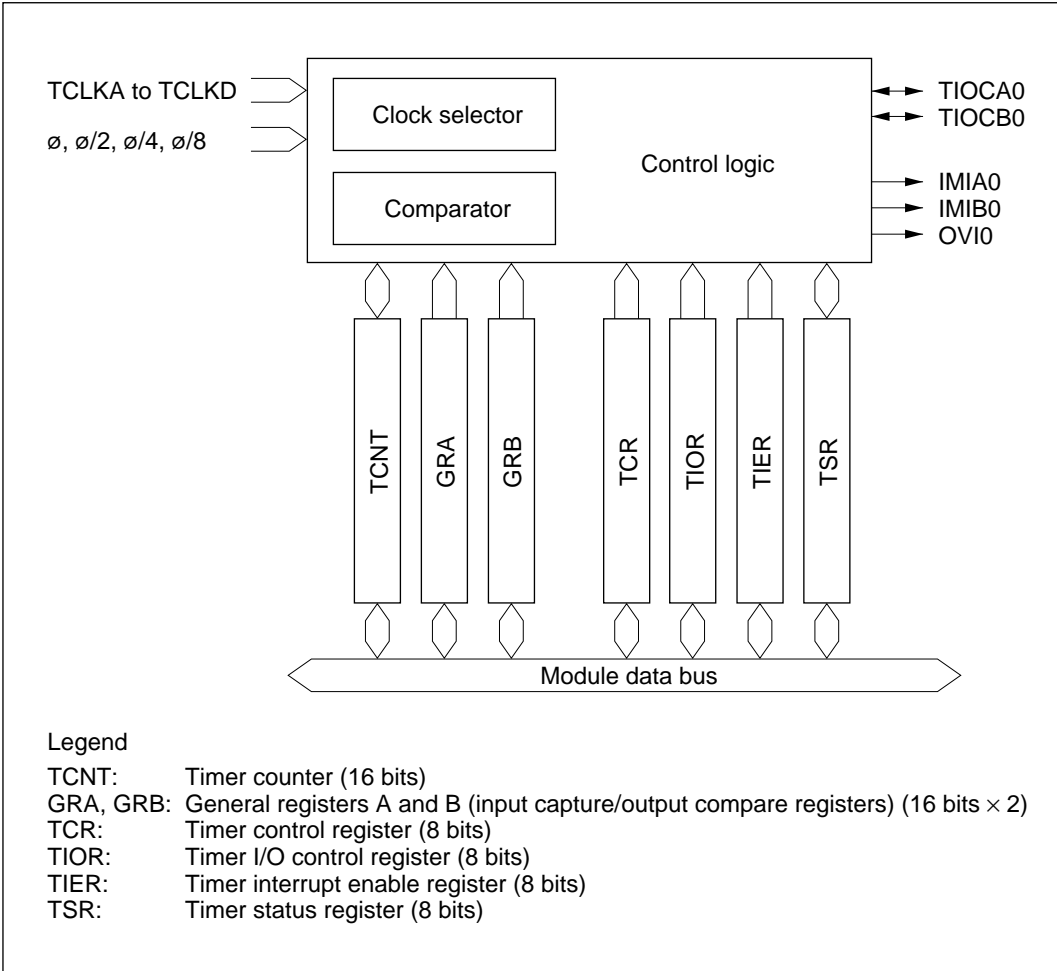 TCLKA to TCLKD
ø, ø/2, ø/4, ø/8
Clock selector
Comparator
Control logic
TIOCA0
TIOCB0
IMIA0
IMIB0
OVI0
TCNT
GRA
GRB
TCR
TIOR
TIER
TSR
Module data bus
Legend
TCNT: Timer counter (16 bits)
GRA, GRB: General registers A and B (input capture/output compare registers) (16 bits × 2)
TCR: Timer control register (8 bits)
TIOR: Timer I/O control register (8 bits)
TIER: Timer interrupt enable register (8 bits)
TSR: Timer status register (8 bits)